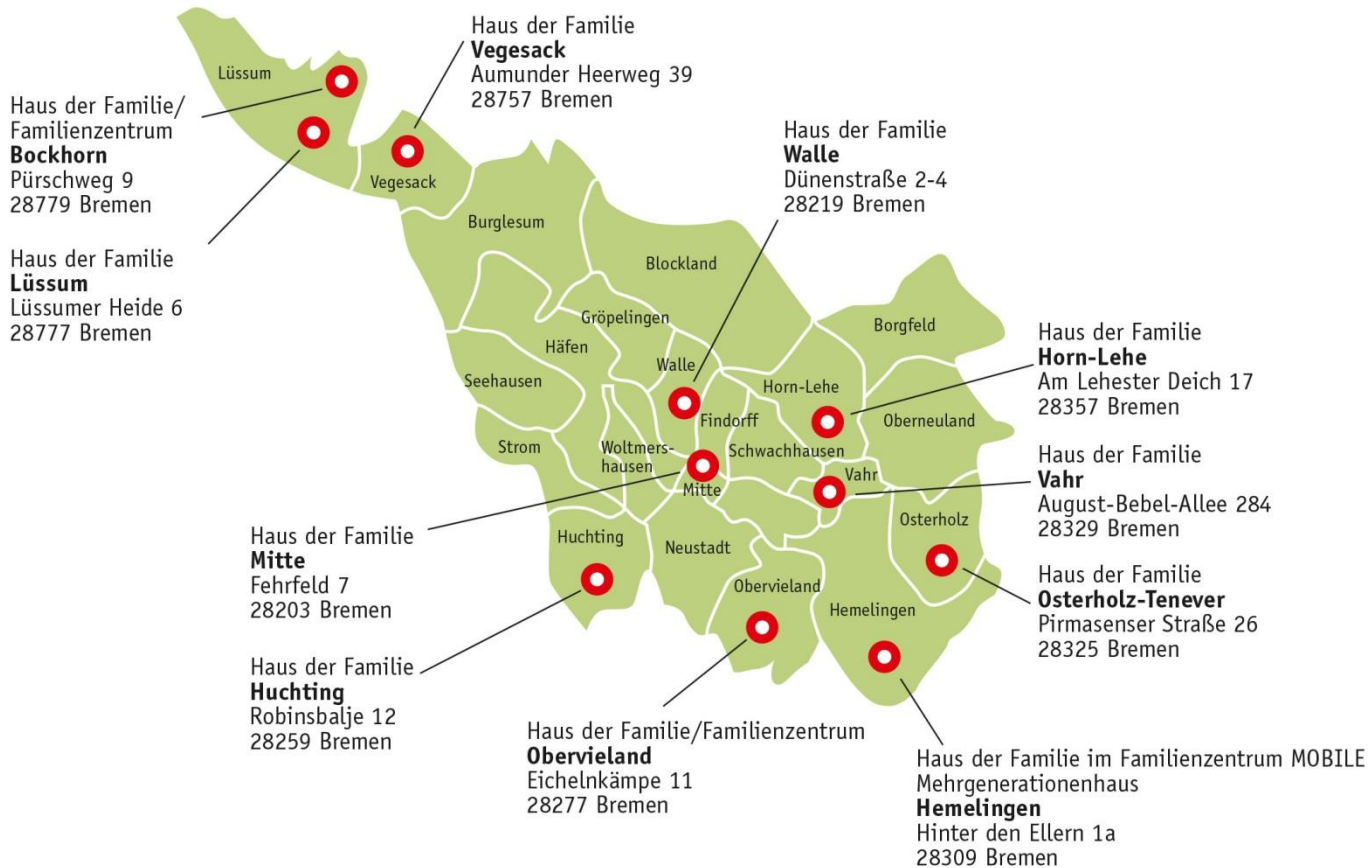 Haus der Familie
Vegesack
Aumunder Heerweg 39
28757 Bremen
Haus der Familie/
Familienzentrum
Bockhorn
Pürschweg 9
28779 Bremen
Haus der Familie
Lüssum
Lüssumer Heide 6
28777 Bremen
Haus der Familie
Walle
Dünenstraße 2-4
28219 Bremen
Haus der Familie
Horn-Lehe
Am Lehester Deich 17
28357 Bremen
Haus der Familie
Vahr
August-Bebel-Allee 284
28329 Bremen
Haus der Familie
Osterholz-Tenever
Pirmasenser Straße 26
28325 Bremen
Haus der Familie
Mitte
Fehrfeld 7
28203 Bremen
Haus der Familie
Huchting
Robinsbalje 12
28259 Bremen
Haus der Familie/Familienzentrum
Obervieland
Eichelnkämpe 11
28277 Bremen
Haus der Familie im Familienzentrum MOBILE
Mehrgenerationenhaus
Hemelingen
Hinter den Ellern 1a
28309 Bremen
Lüssum
Vegesack
Burglesum
Blockland
Gröpelingen
Häfen
Borgfeld
Walle
Seehausen
Horn-Lehe
Findorff
Oberneuland
Strom
Woltmers-
hausen
Schwachhausen
Vahr
Mitte
Osterholz
Huchting
Neustadt
Obervieland
Hemelingen